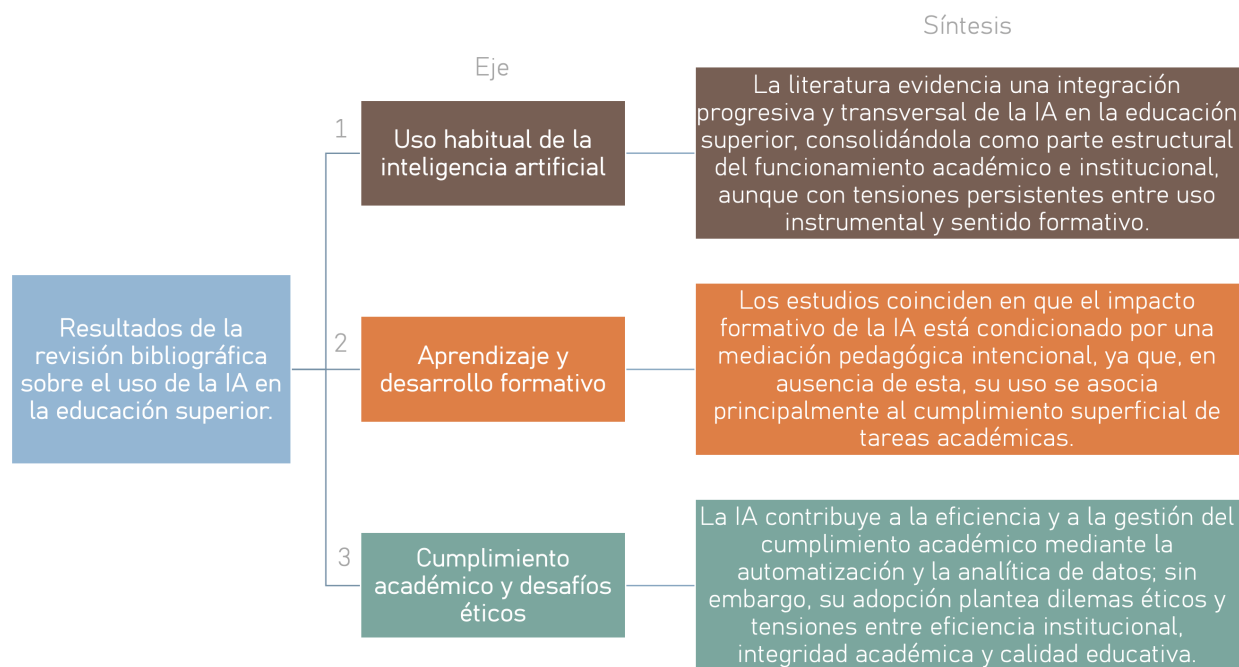 Síntesis
Eje
1
Uso habitual de la
inteligencia artificial
La literatura evidencia una integración
progresiva y transversal de la IA en la educación
superior, consolidándola como parte estructural
del funcionamiento académico e institucional,
aunque con tensiones persistentes entre uso
instrumental y sentido formativo.
Resultados de la
revisión bibliográfica
sobre el uso de la IA en
la educación superior.
2
Aprendizaje y
desarrollo formativo
Los estudios coinciden en que el impacto
formativo de la IA está condicionado por una
mediación pedagógica intencional, ya que, en
ausencia de esta, su uso se asocia
principalmente al cumplimiento superficial de
tareas académicas.
3
Cumplimiento
académico y desafíos
éticos
La IA contribuye a la eficiencia y a la gestión del
cumplimiento académico mediante la
automatización y la analítica de datos; sin
embargo, su adopción plantea dilemas éticos y
tensiones entre eficiencia institucional,
integridad académica y calidad educativa.